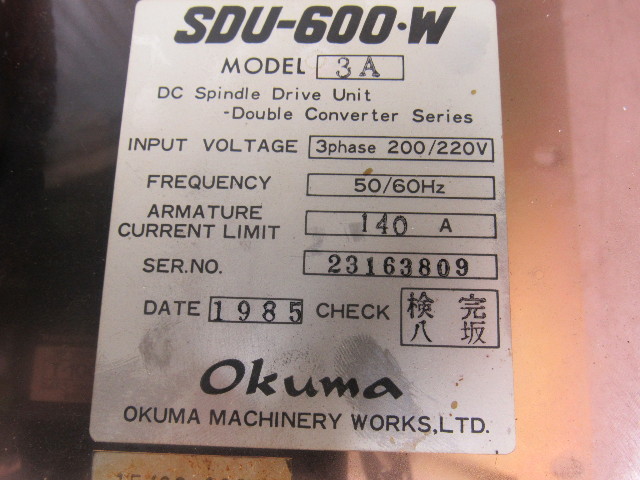 SDU-600·W
MODEL 3A
DC Spindle Drive Unit
-Double Converter Series
INPUT VOLTAGE 3phase 200/220V
FREQUENCY 50/60Hz
ARMATURE
CURRENT LIMIT 140 A
SER.NO. 23163809
DATE 1985 CHECK 検 完
八 坂
Okuma
OKUMA MACHINERY WORKS,LTD.